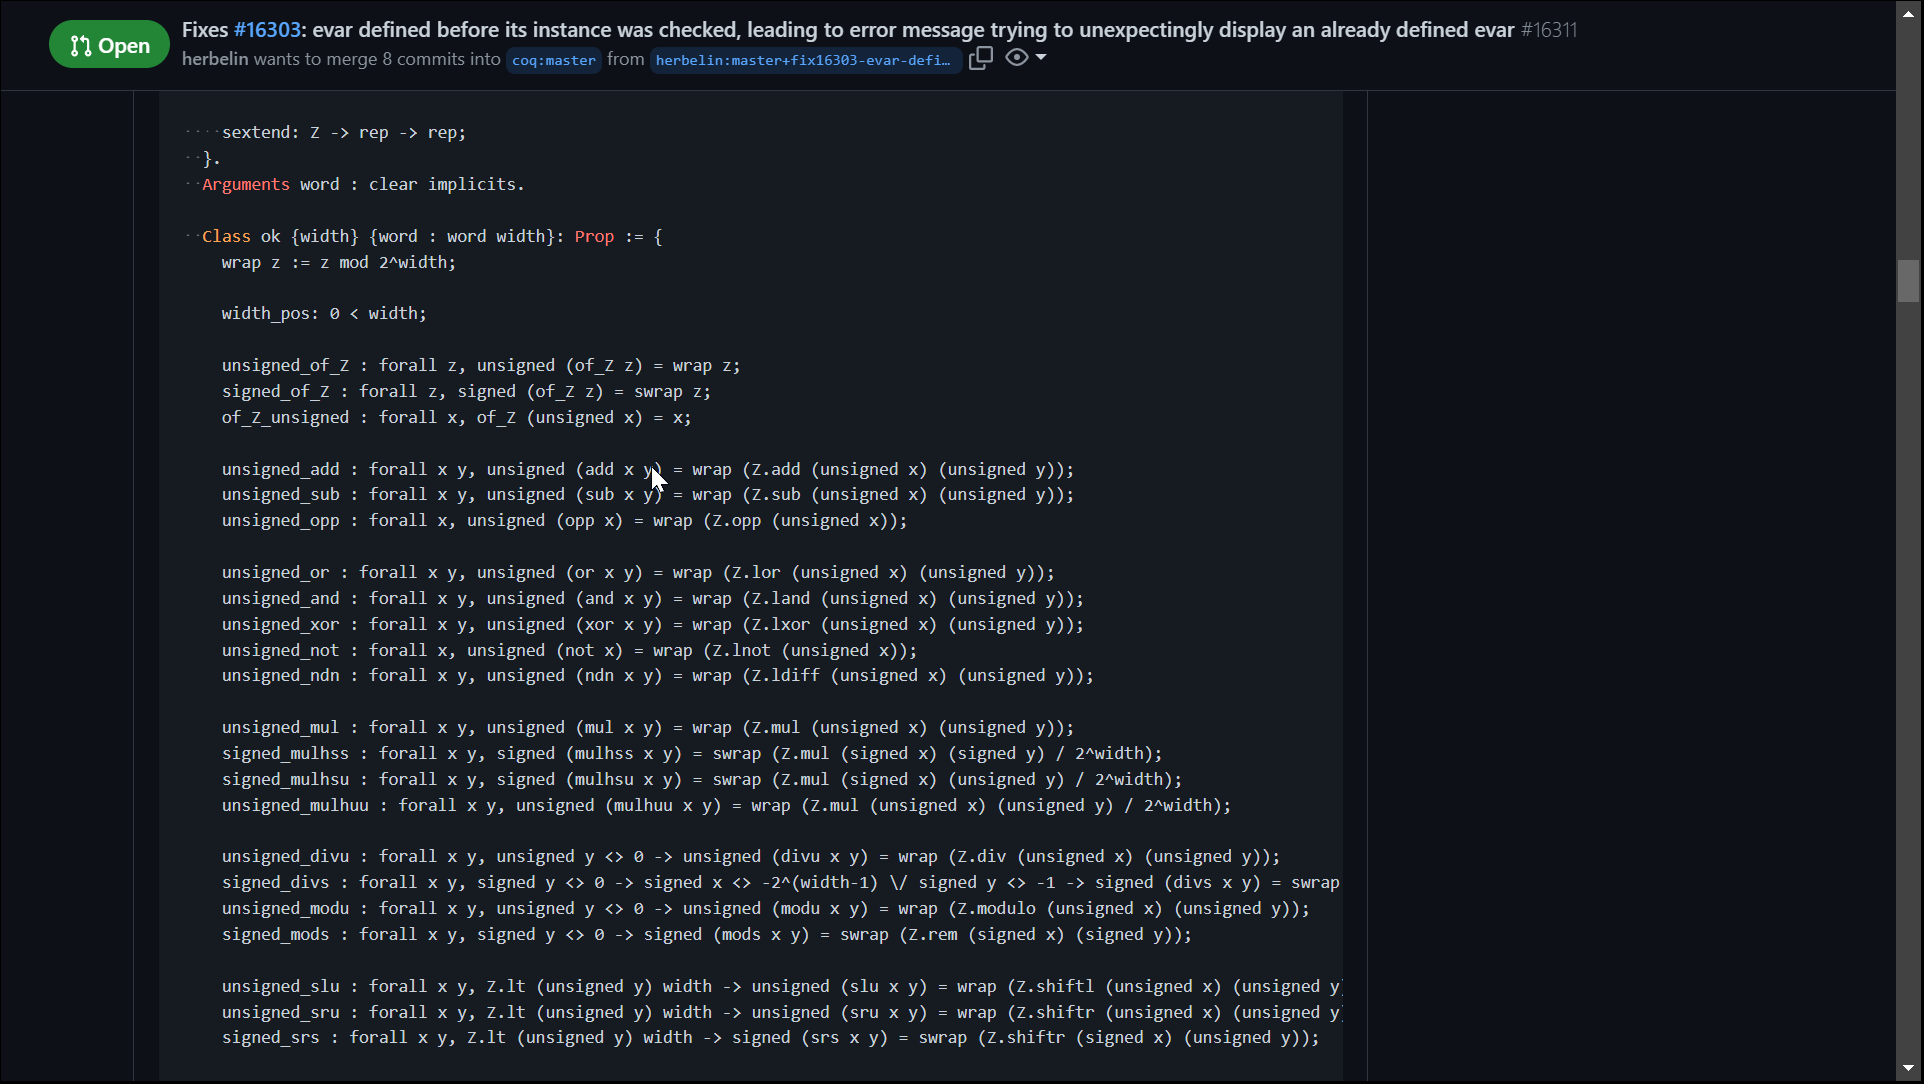 Open
Fixes #16303: evar defined before its instance was checked, leading to error message trying to unexpectingly display an already defined evar #16311
herbelin wants to merge 8 commits into coq:master from herbelin:master+fix16303-evar-defi…
····sextend: Z -> rep -> rep;
··}.
··Arguments word : clear implicits.
··Class ok {width} {word : word width}: Prop := {
wrap z := z mod 2^width;
width_pos: 0 < width;
unsigned_of_Z : forall z, unsigned (of_Z z) = wrap z;
signed_of_Z : forall z, signed (of_Z z) = swrap z;
of_Z_unsigned : forall x, of_Z (unsigned x) = x;
unsigned_add : forall x y, unsigned (add x y) = wrap (Z.add (unsigned x) (unsigned y));
unsigned_sub : forall x y, unsigned (sub x y) = wrap (Z.sub (unsigned x) (unsigned y));
unsigned_opp : forall x, unsigned (opp x) = wrap (Z.opp (unsigned x));
unsigned_or : forall x y, unsigned (or x y) = wrap (Z.lor (unsigned x) (unsigned y));
unsigned_and : forall x y, unsigned (and x y) = wrap (Z.land (unsigned x) (unsigned y));
unsigned_xor : forall x y, unsigned (xor x y) = wrap (Z.lxor (unsigned x) (unsigned y));
unsigned_not : forall x, unsigned (not x) = wrap (Z.lnot (unsigned x));
unsigned_ndn : forall x y, unsigned (ndn x y) = wrap (Z.ldiff (unsigned x) (unsigned y));
unsigned_mul : forall x y, unsigned (mul x y) = wrap (Z.mul (unsigned x) (unsigned y));
signed_mulhss : forall x y, signed (mulhss x y) = swrap (Z.mul (signed x) (signed y) / 2^width);
signed_mulhsu : forall x y, signed (mulhsu x y) = swrap (Z.mul (signed x) (unsigned y) / 2^width);
unsigned_mulhuu : forall x y, unsigned (mulhuu x y) = wrap (Z.mul (unsigned x) (unsigned y) / 2^width);
unsigned_divu : forall x y, unsigned y <> 0 -> unsigned (divu x y) = wrap (Z.div (unsigned x) (unsigned y));
signed_divs : forall x y, signed y <> 0 -> signed x <> -2^(width-1) \/ signed y <> -1 -> signed (divs x y) = swrap
unsigned_modu : forall x y, unsigned y <> 0 -> unsigned (modu x y) = wrap (Z.modulo (unsigned x) (unsigned y));
signed_mods : forall x y, signed y <> 0 -> signed (mods x y) = swrap (Z.rem (signed x) (signed y));
unsigned_slu : forall x y, Z.lt (unsigned y) width -> unsigned (slu x y) = wrap (Z.shiftl (unsigned x) (unsigned y)
unsigned_sru : forall x y, Z.lt (unsigned y) width -> unsigned (sru x y) = wrap (Z.shiftr (unsigned x) (unsigned y)
signed_srs : forall x y, Z.lt (unsigned y) width -> signed (srs x y) = swrap (Z.shiftr (signed x) (unsigned y));